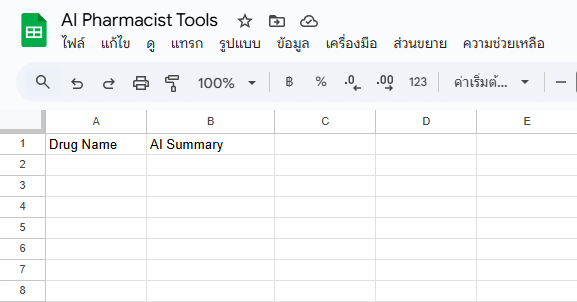 AI Pharmacist Tools
ไฟล์ แก้ไข ดู แทรก รูปแบบ ข้อมูล เครื่องมือ ส่วนขยาย ความช่วยเหลือ
100% ฿ % .0 .00 123 ค่าเริ่มต้...
A B C D E
1 Drug Name AI Summary
2
3
4
5
6
7
8